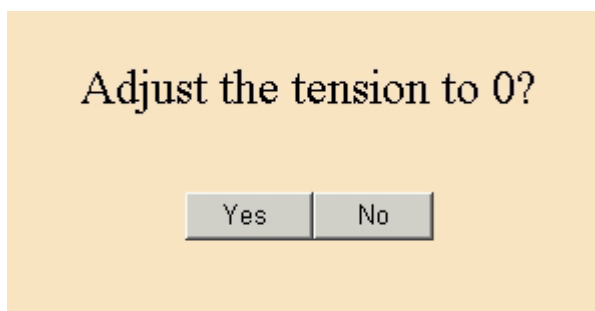 Adjust the tension to 0?
Yes No